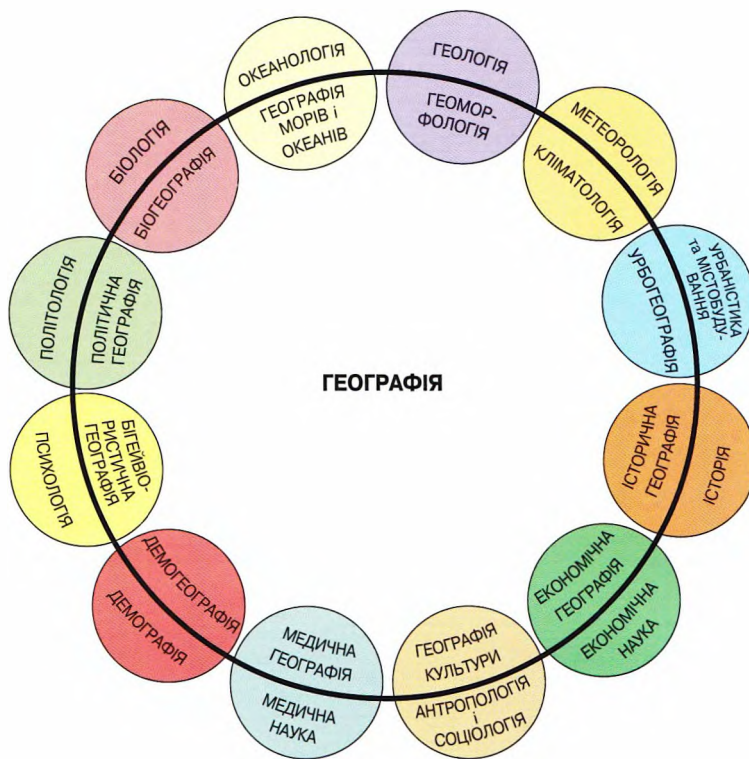 ОКЕАНОЛОГІЯ
ГЕОГРАФІЯ
МОРІВ і
ОКЕАНІВ
ГЕОЛОГІЯ
ГЕОМОР-
ФОЛОГІЯ
МЕТЕОРОЛОГІЯ
КЛІМАТОЛОГІЯ
УРБАНІСТИКА
та МІСТОБУДУ-
ВАННЯ
УРБОГЕОГРАФІЯ
ІСТОРИЧНА
ГЕОГРАФІЯ
ІСТОРІЯ
ЕКОНОМІЧНА
ГЕОГРАФІЯ
ЕКОНОМІЧНА
НАУКА
ГЕОГРАФІЯ
КУЛЬТУРИ
АНТРОПОЛОГІЯ
і
СОЦІОЛОГІЯ
МЕДИЧНА
ГЕОГРАФІЯ
МЕДИЧНА
НАУКА
ДЕМОГЕОГРАФІЯ
ДЕМОГРАФІЯ
ПСИХОЛОГІЯ
БІГЕЙВІО-
РИСТИЧНА
ГЕОГРАФІЯ
ПОЛІТОЛОГІЯ
ПОЛІТИЧНА
ГЕОГРАФІЯ
БІОЛОГІЯ
БІОГЕОГРАФІЯ
ГЕОГРАФІЯ